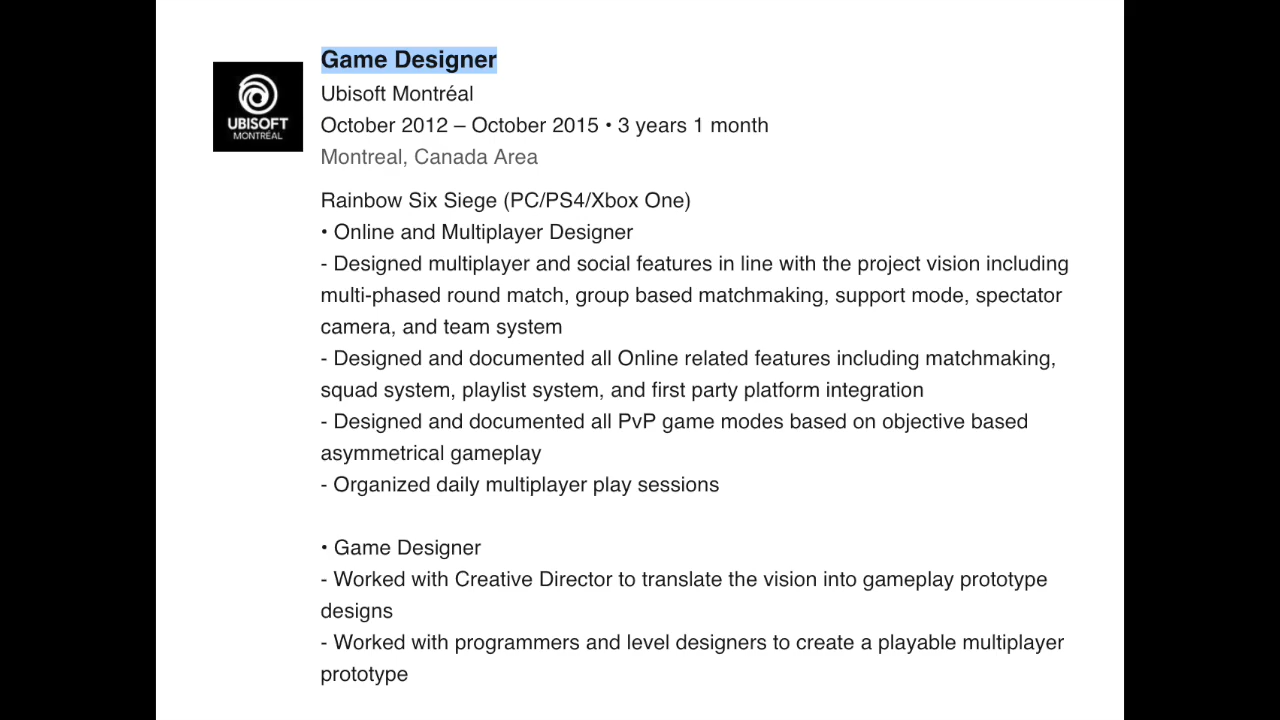 Game Designer
UBISOFT
MONTRÉAL
Ubisoft Montréal
October 2012 – October 2015 • 3 years 1 month
Montreal, Canada Area
Rainbow Six Siege (PC/PS4/Xbox One)
• Online and Multiplayer Designer
- Designed multiplayer and social features in line with the project vision including
multi-phased round match, group based matchmaking, support mode, spectator
camera, and team system
- Designed and documented all Online related features including matchmaking,
squad system, playlist system, and first party platform integration
- Designed and documented all PvP game modes based on objective based
asymmetrical gameplay
- Organized daily multiplayer play sessions
• Game Designer
- Worked with Creative Director to translate the vision into gameplay prototype
designs
- Worked with programmers and level designers to create a playable multiplayer
prototype